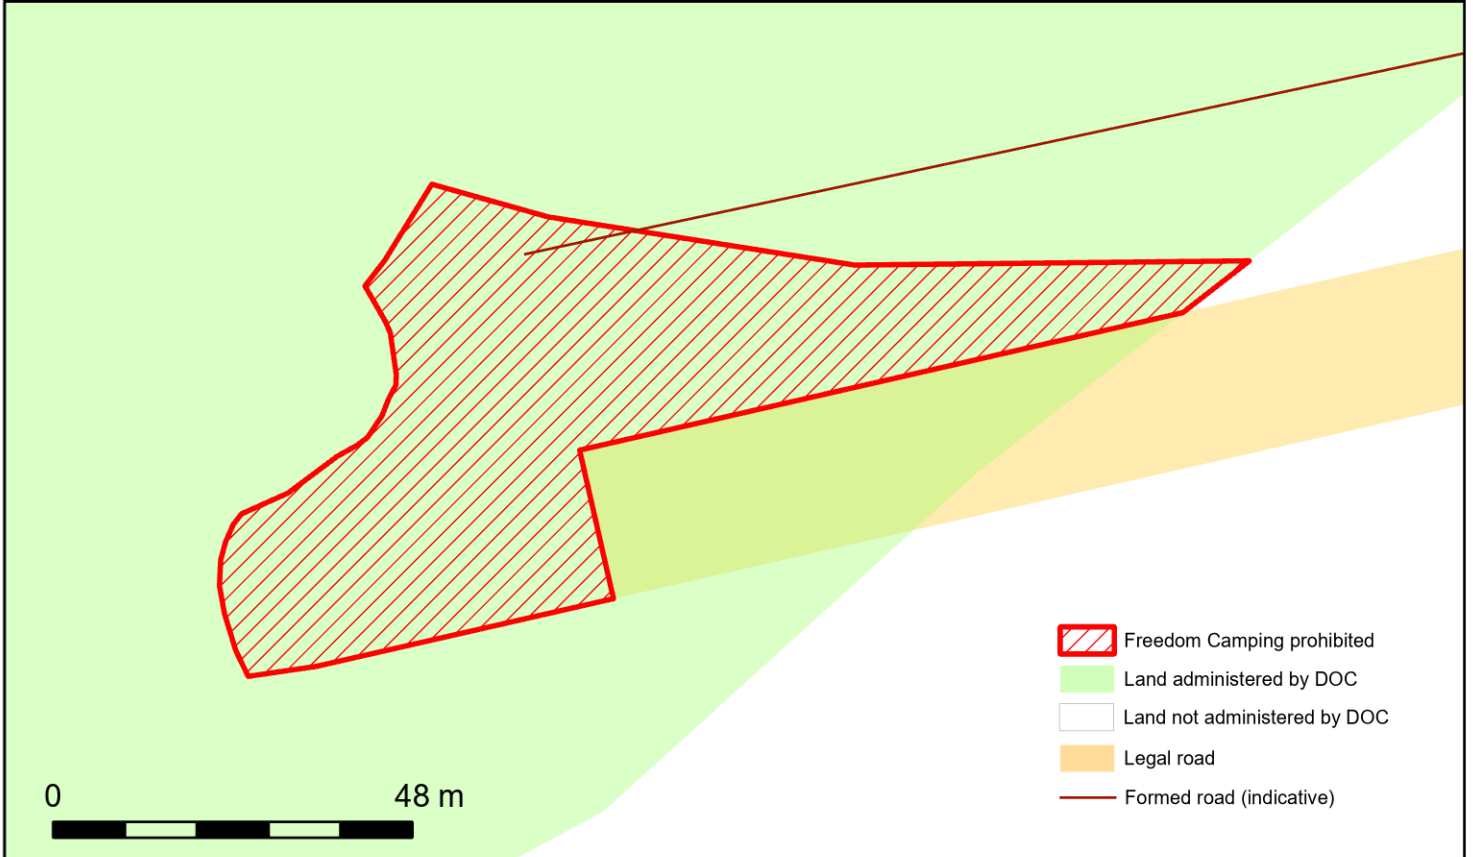 Freedom Camping prohibited
Land administered by DOC
Land not administered by DOC
Legal road
Formed road (indicative)
0 48 m